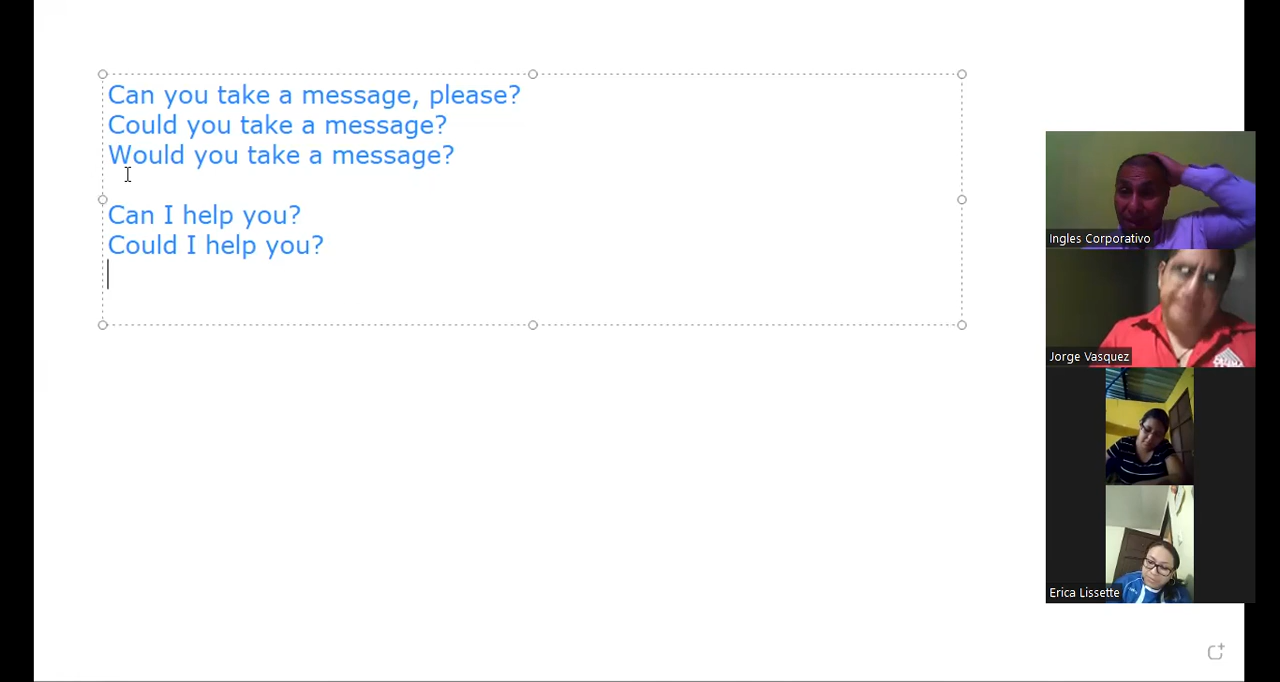 Can you take a message, please?
Could you take a message?
Would you take a message?
Can I help you?
Could I help you?
Ingles Corporativo
Jorge Vasquez
Erica Lissette